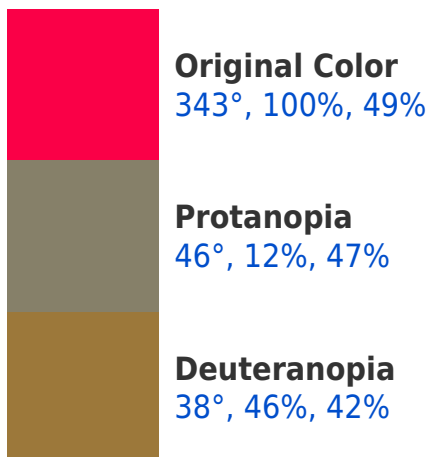 Original Color
343°, 100%, 49%
Protanopia
46°, 12%, 47%
Deuteranopia
38°, 46%, 42%